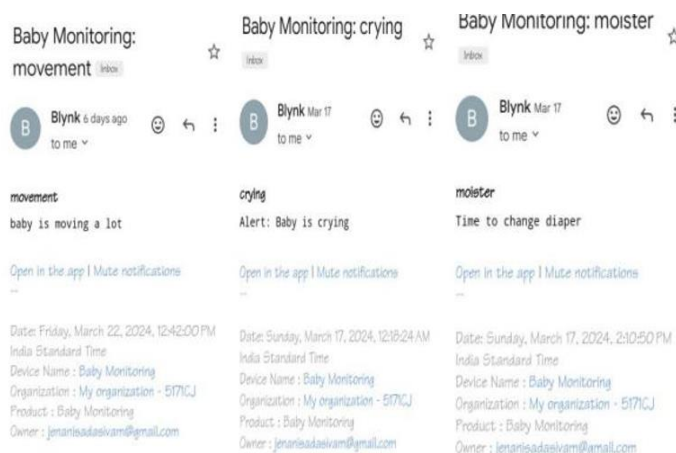 Baby Monitoring:
movement Inbox
B
Blynk 6 days ago
to me
movement
baby is moving a lot
Open in the app | Mute notifications
...
Date: Friday, March 22, 2024, 12:42:00 PM
India Standard Time
Device Name : Baby Monitoring
Organization : My organization - 5171CJ
Product : Baby Monitoring
Owner : jenanisadasivam@gmail.com
Baby Monitoring: crying
Inbox
B
Blynk Mar 17
to me
crying
Alert: Baby is crying
Open in the app | Mute notifications
...
Date: Sunday, March 17, 2024, 12:18:24 AM
India Standard Time
Device Name : Baby Monitoring
Organization : My organization - 5171CJ
Product : Baby Monitoring
Owner : jenanisadasivam@gmail.com
Baby Monitoring: moister
Inbox
B
Blynk Mar 17
to me
moister
Time to change diaper
Open in the app | Mute notifications
...
Date: Sunday, March 17, 2024, 2:10:50 PM
India Standard Time
Device Name : Baby Monitoring
Organization : My organization - 5171CJ
Product : Baby Monitoring
Owner : jenanisadasivam@gmail.com